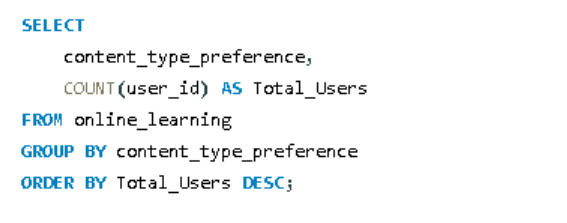 SELECT
content_type_preference,
COUNT(user_id) AS Total_Users
FROM online_learning
GROUP BY content_type_preference
ORDER BY Total_Users DESC;